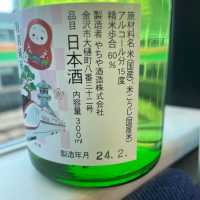 原材料名 米(国産)、米こうじ(国産米)
アルコール分 15度
精米歩合 60%
製造者 やちや酒造株式会社
金沢市大樋町八番三十二号
品目 日本酒
内容量 300ml
製造年月 24.2.